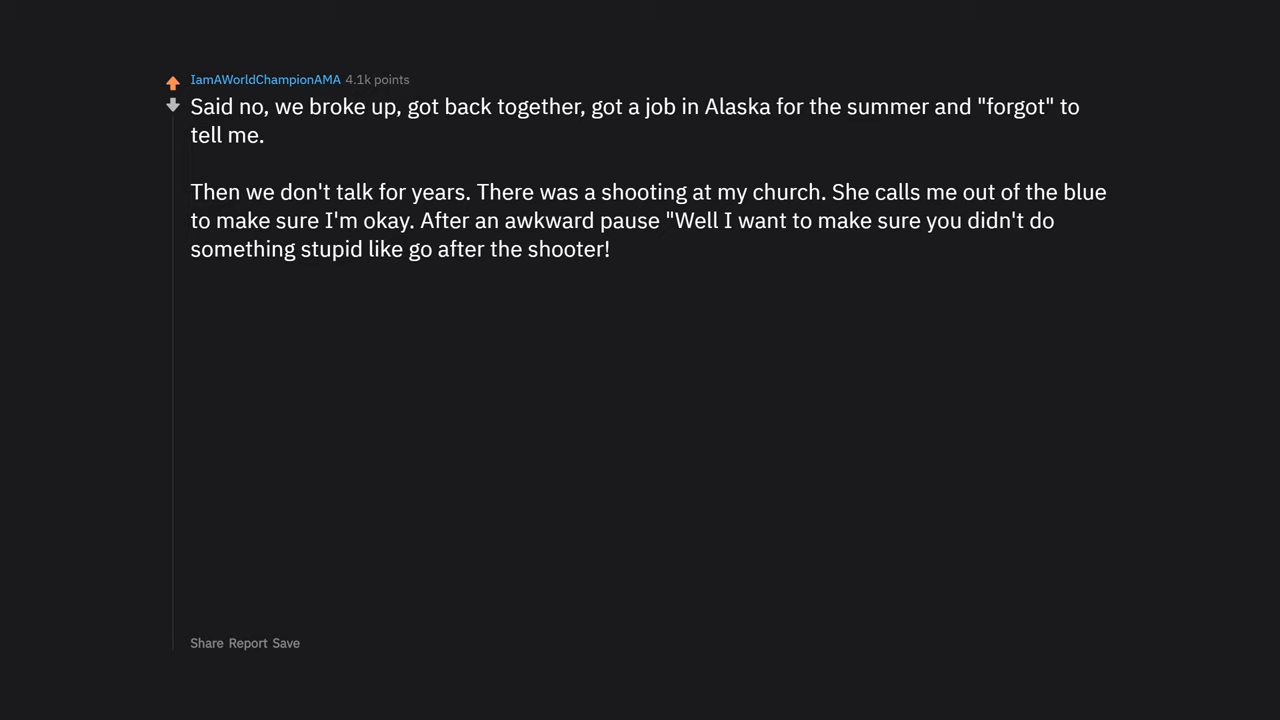 IamAWorldChampionAMA 4.1k points
Said no, we broke up, got back together, got a job in Alaska for the summer and "forgot" to
tell me.
Then we don't talk for years. There was a shooting at my church. She calls me out of the blue
to make sure I'm okay. After an awkward pause "Well I want to make sure you didn't do
something stupid like go after the shooter!
Share Report Save